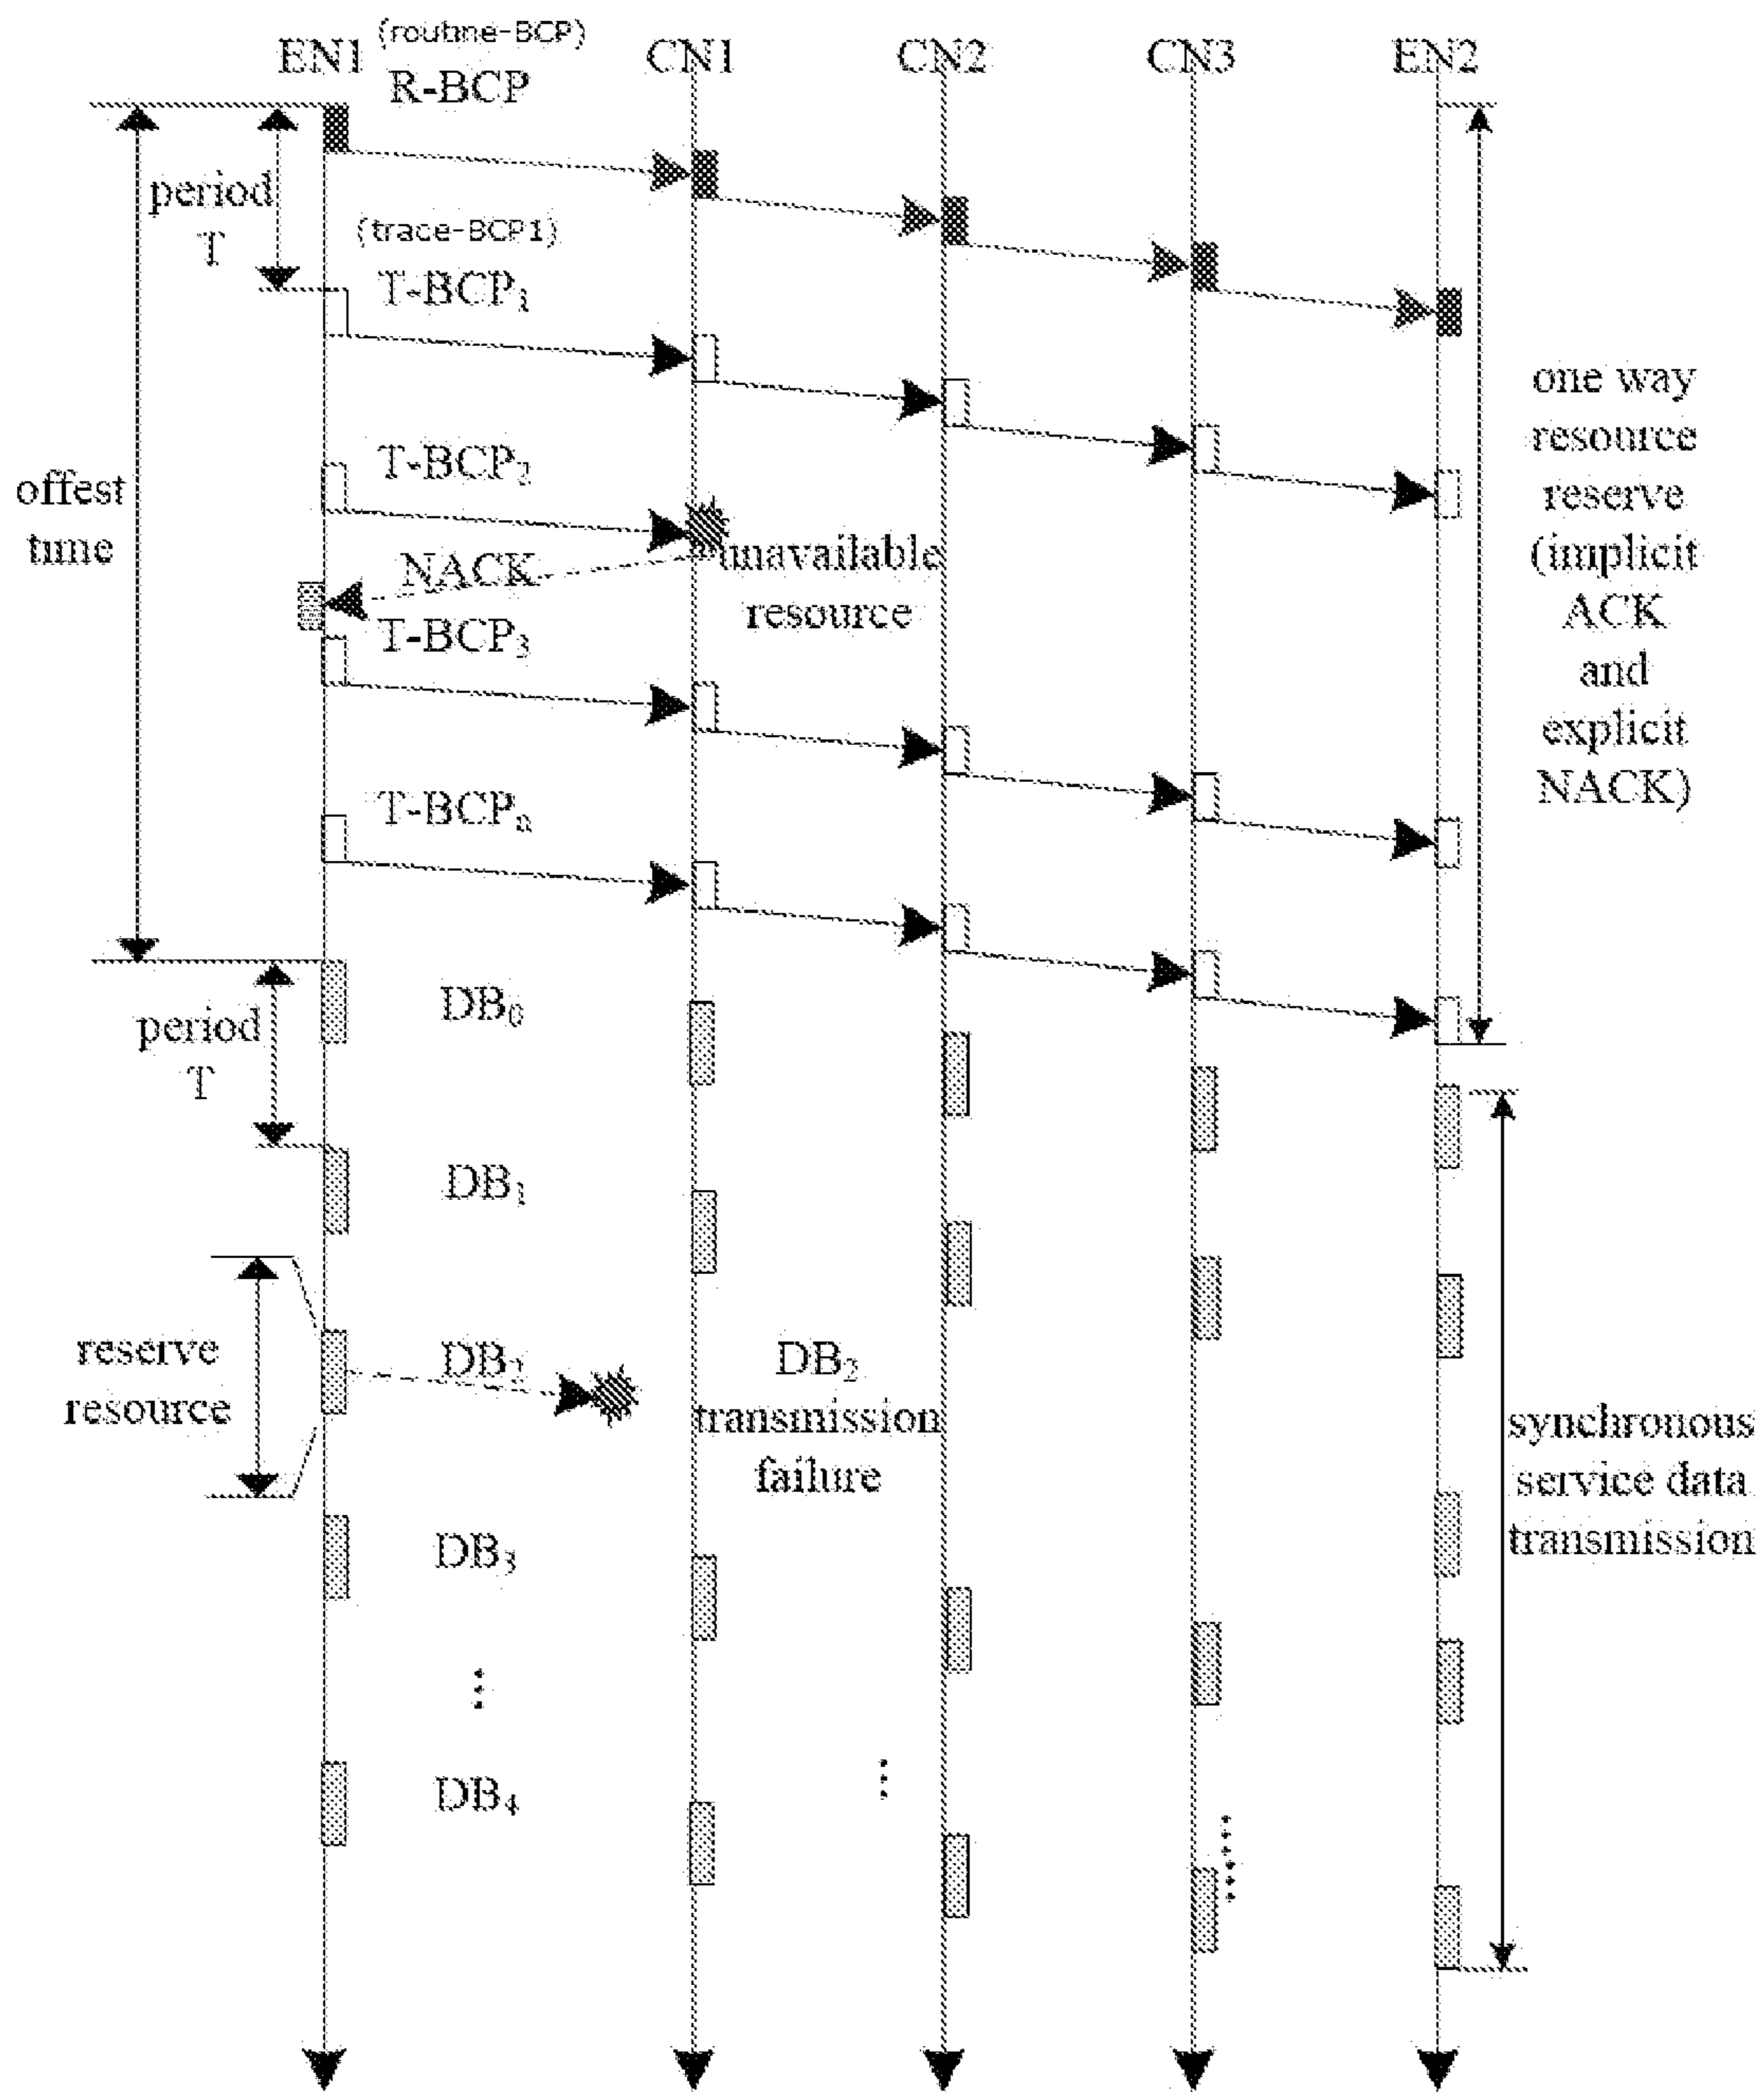 EN1 (routine-BCP) CN1 CN2 CN3 EN2
R-BCP
period
T
(trace-BCP1)
T-BCP1
offest
time
T-BCP2
unavailable
resource
NACK
T-BCP3
T-BCPn
one way
resource
reserve
(implicit
ACK
and
explicit
NACK)
DB0
period
T
DB1
reserve
resource
DB2
DB2
transmission
failure
synchronous
service data
transmission
DB3
⋮
DB4
⋮
⋮